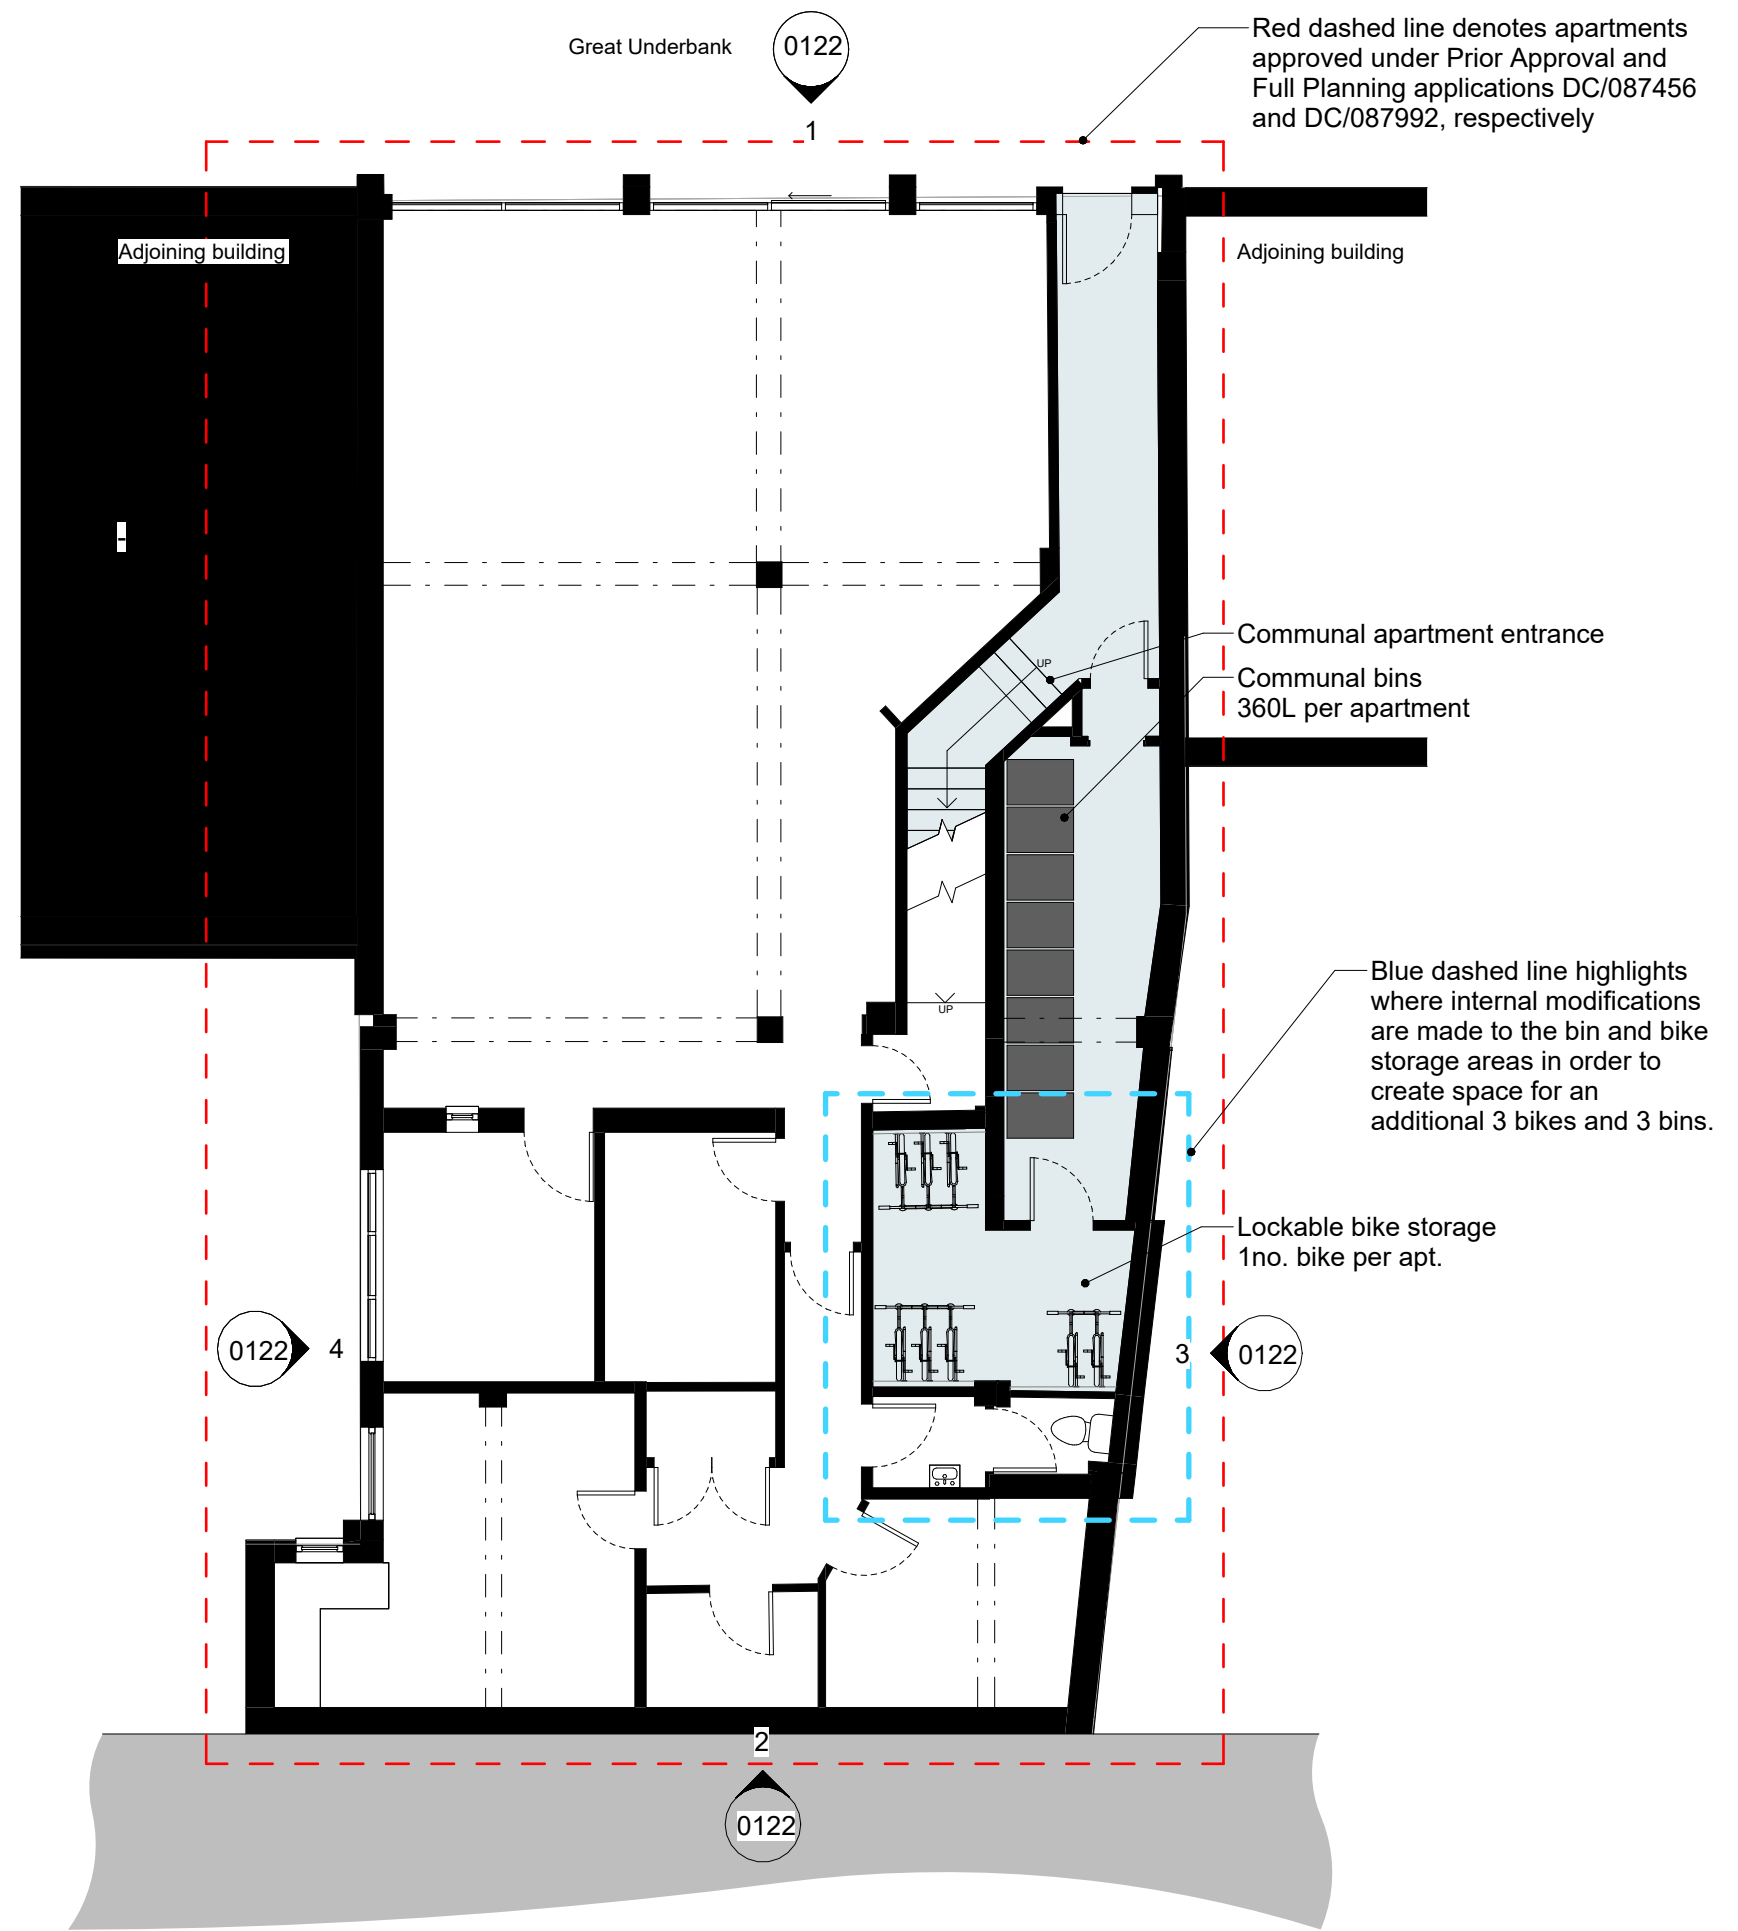 Great Underbank
0122
1
Red dashed line denotes apartments
approved under Prior Approval and
Full Planning applications DC/087456
and DC/087992, respectively
Adjoining building
Adjoining building
-
UP
Communal apartment entrance
Communal bins
360L per apartment
UP
Blue dashed line highlights
where internal modifications
are made to the bin and bike
storage areas in order to
create space for an
additional 3 bikes and 3 bins.
Lockable bike storage
1no. bike per apt.
0122
4
3
0122
2
0122